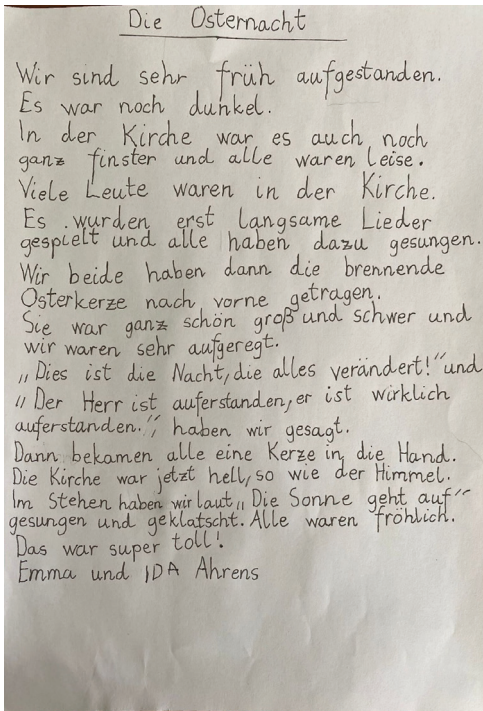 Die Osternacht
Wir sind sehr früh aufgestanden.
Es war noch dunkel.
In der Kirche war es auch noch
ganz finster und alle waren leise.
Viele Leute waren in der Kirche.
Es wurden erst langsame Lieder
gespielt und alle haben dazu gesungen.
Wir beide haben dann die brennende
Osterkerze nach vorne getragen.
Sie war ganz schön groß und schwer und
wir waren sehr aufgeregt.
„Dies ist die Nacht, die alles verändert!“ und
„Der Herr ist auferstanden, er ist wirklich
auferstanden.“, haben wir gesagt.
Dann bekamen alle eine Kerze in die Hand.
Die Kirche war jetzt hell, so wie der Himmel.
Im Stehen haben wir laut „Die Sonne geht auf“
gesungen und geklatscht. Alle waren fröhlich.
Das war super toll!
Emma und IDA Ahrens